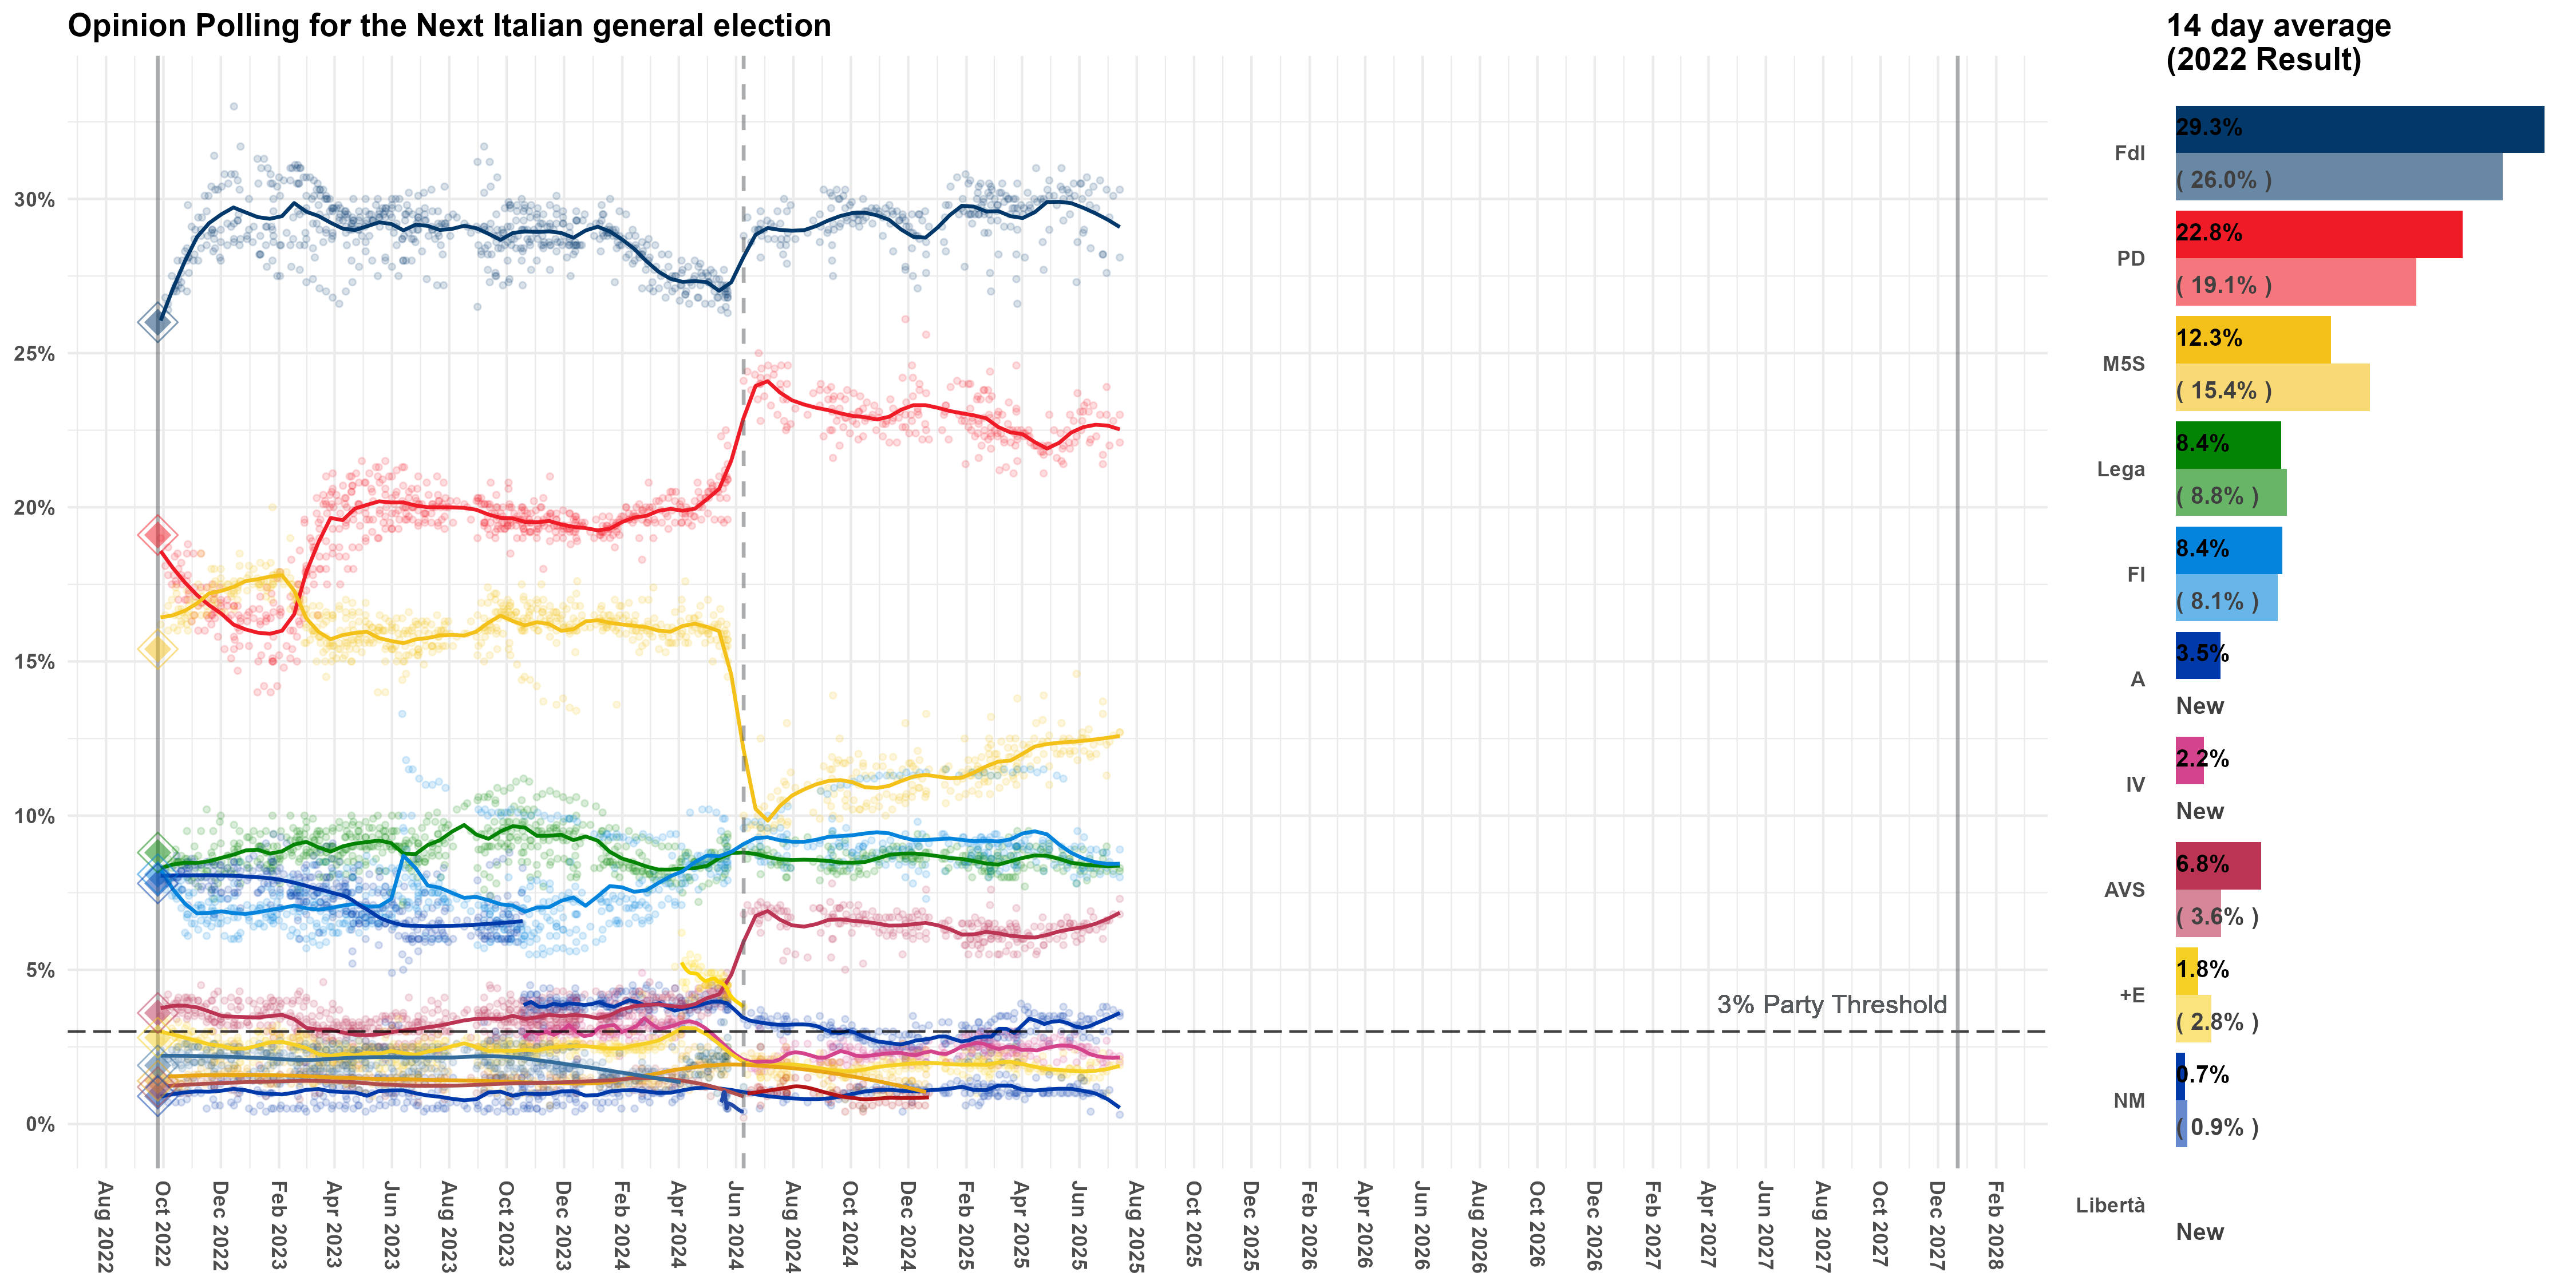 Opinion Polling for the Next Italian general election
14 day average
(2022 Result)
30%
25%
20%
15%
10%
5%
0%
3% Party Threshold
Aug 2022
Oct 2022
Dec 2022
Feb 2023
Apr 2023
Jun 2023
Aug 2023
Oct 2023
Dec 2023
Feb 2024
Apr 2024
Jun 2024
Aug 2024
Oct 2024
Dec 2024
Feb 2025
Apr 2025
Jun 2025
Aug 2025
Oct 2025
Dec 2025
Feb 2026
Apr 2026
Jun 2026
Aug 2026
Oct 2026
Dec 2026
Feb 2027
Apr 2027
Jun 2027
Aug 2027
Oct 2027
Dec 2027
Feb 2028
FdI
29.3%
( 26.0% )
PD
22.8%
( 19.1% )
M5S
12.3%
( 15.4% )
Lega
8.4%
( 8.8% )
FI
8.4%
( 8.1% )
A
3.5%
New
IV
2.2%
New
AVS
6.8%
( 3.6% )
+E
1.8%
( 2.8% )
NM
0.7%
( 0.9% )
Libertà
New